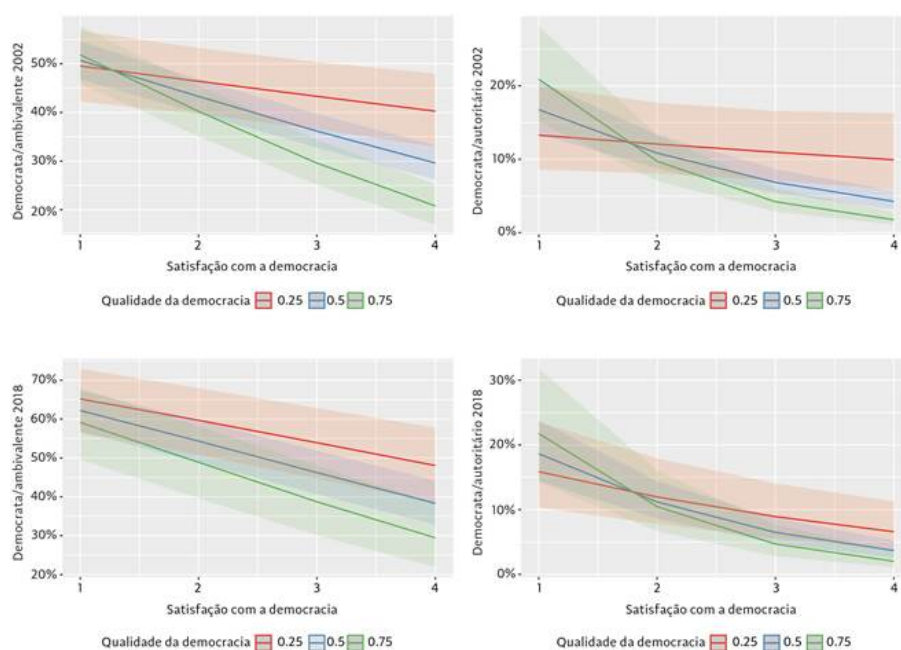 Democrata/ambivalente 2002
50%
40%
30%
20%
1 2 3 4
Satisfação com a democracia
Qualidade da democracia 0.25 0.5 0.75
Democrata/autoritário 2002
20%
10%
0%
1 2 3 4
Satisfação com a democracia
Qualidade da democracia 0.25 0.5 0.75
Democrata/ambivalente 2018
70%
60%
50%
40%
30%
20%
1 2 3 4
Satisfação com a democracia
Qualidade da democracia 0.25 0.5 0.75
Democrata/autoritário 2018
30%
20%
10%
0%
1 2 3 4
Satisfação com a democracia
Qualidade da democracia 0.25 0.5 0.75